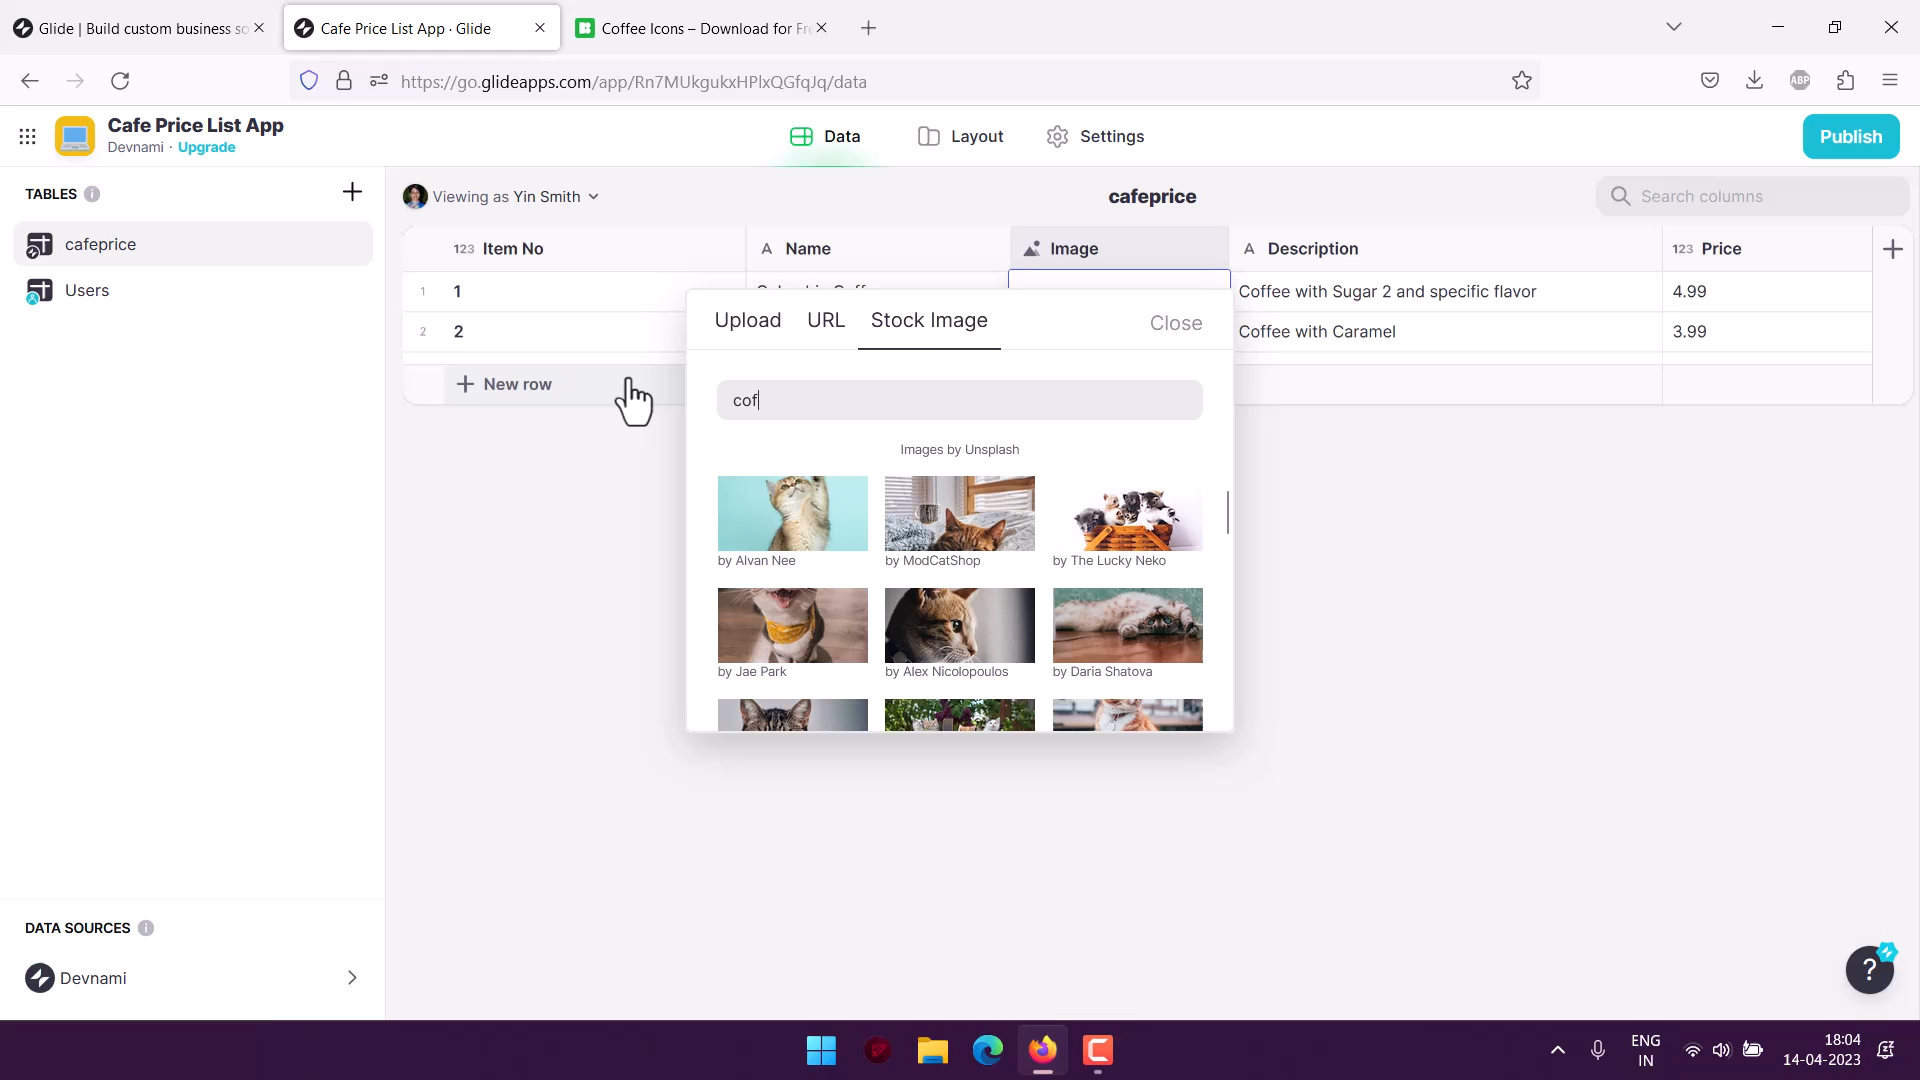 Glide | Build custom business so
Cafe Price List App · Glide
Coffee Icons – Download for Fre
https://go.glideapps.com/app/Rn7MUkgukxHPlxQGfqJq/data
ABP
Cafe Price List App
Devnami · Upgrade
Data
Layout
Settings
Publish
TABLES
cafeprice
Users
Viewing as Yin Smith
cafeprice
Search columns
123 Item No
A Name
Image
A Description
123 Price
1 1
Coffee with Sugar 2 and specific flavor
4.99
2 2
Coffee with Caramel
3.99
New row
Upload
URL
Stock Image
Close
cof
Images by Unsplash
by Alvan Nee
by ModCatShop
by The Lucky Neko
by Jae Park
by Alex Nicolopoulos
by Daria Shatova
DATA SOURCES
Devnami
?
ENG
IN
18:04
14-04-2023